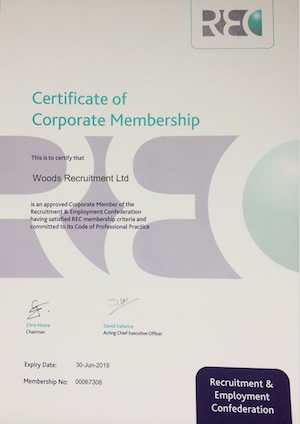 REC
Certificate of
Corporate Membership
This is to certify that
Woods Recruitment Ltd
is an approved Corporate Member of the
Recruitment & Employment Confederation
having satisfied REC membership criteria and
committed to its Code of Professional Practice
Chris Moore
Chairman
David Vallance
Acting Chief Executive Officer
Expiry Date: 30-Jun-2019
Membership No: 00067308
Recruitment &
Employment
Confederation